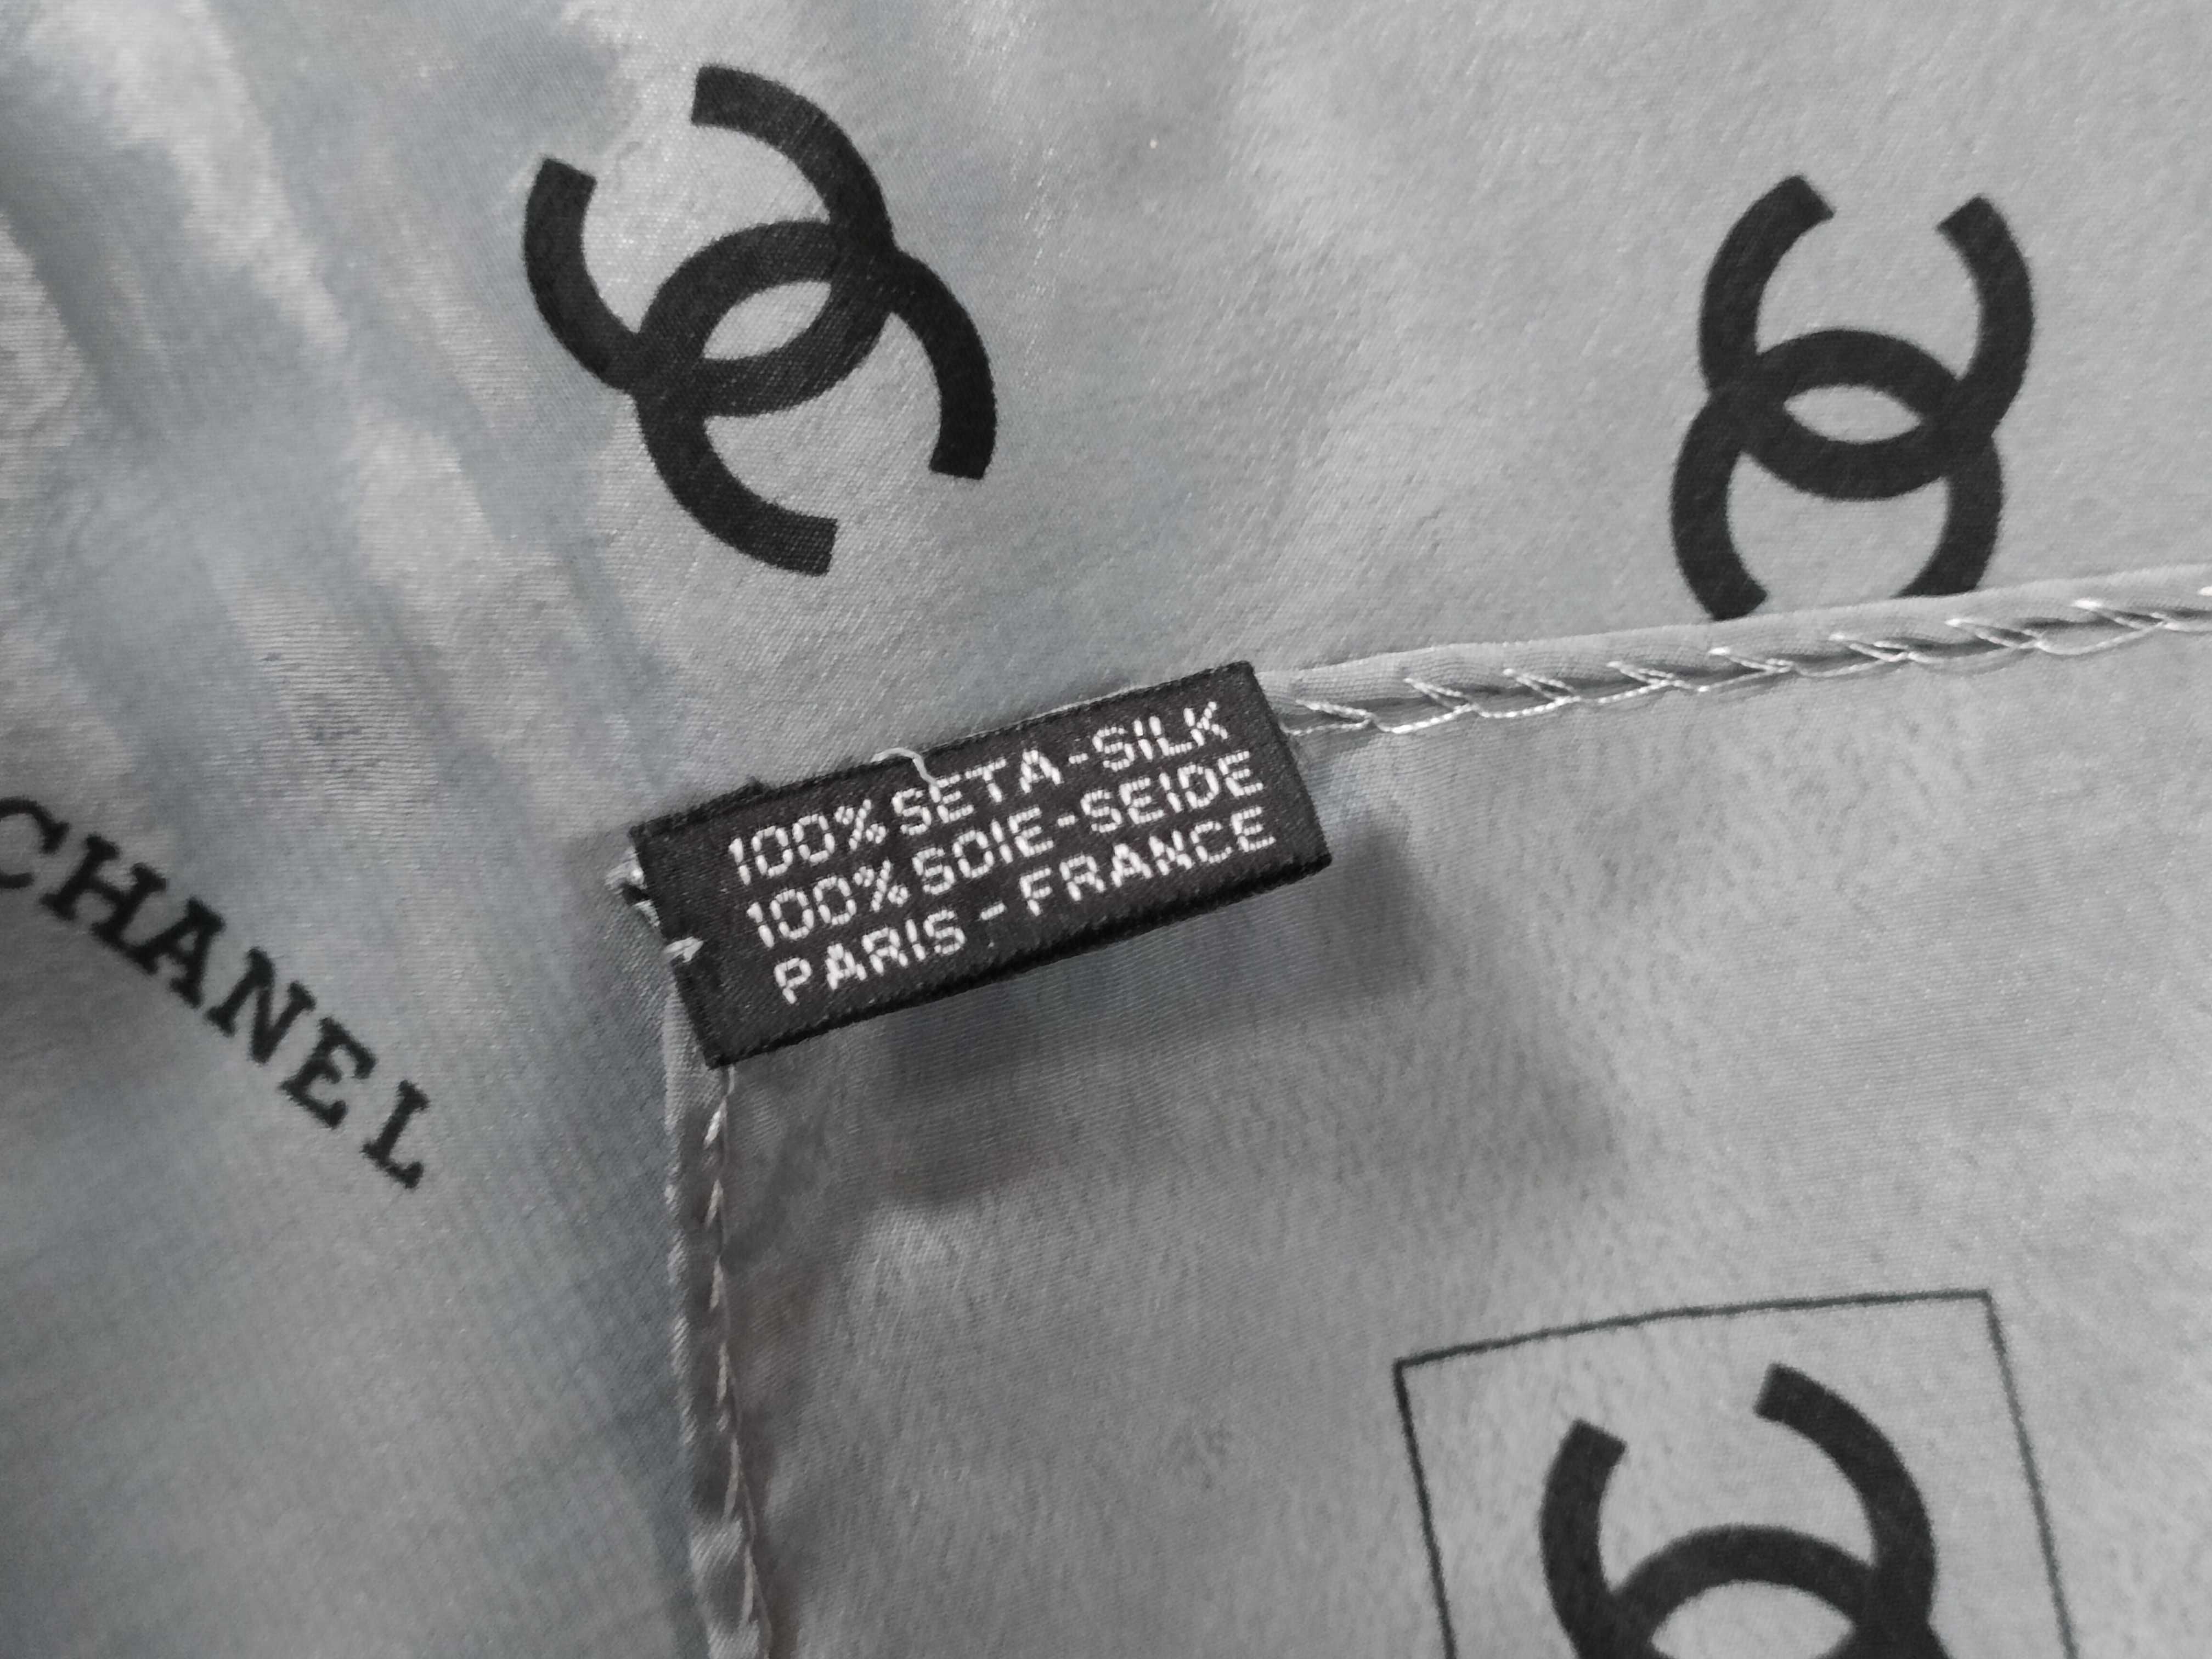 100% SETA-SILK
100% SOIE-SEIDE
PARIS - FRANCE
CHANEL